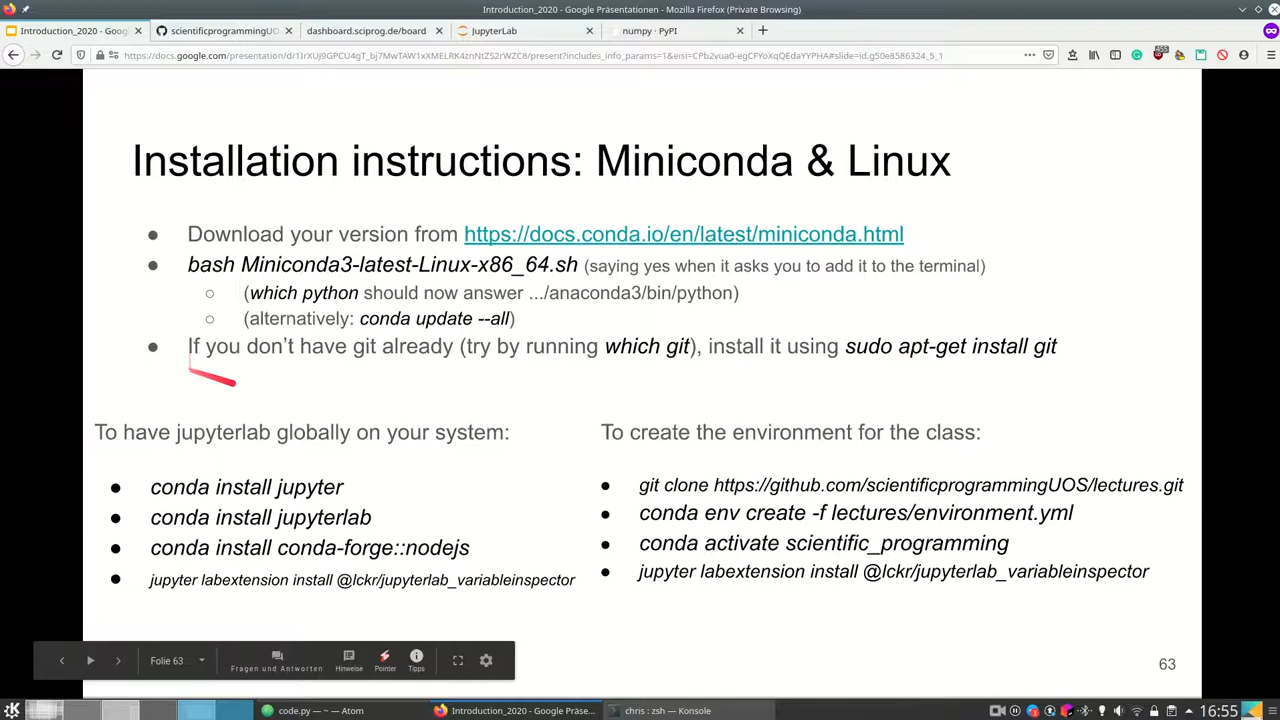 Introduction_2020 - Google Präsentationen - Mozilla Firefox (Private Browsing)
Introduction_2020 - Goog
scientificprogrammingUO
dashboard.sciprog.de/board
JupyterLab
numpy · PyPI
Installation instructions: Miniconda & Linux
● Download your version from https://docs.conda.io/en/latest/miniconda.html
● bash Miniconda3-latest-Linux-x86_64.sh (saying yes when it asks you to add it to the terminal)
○ (which python should now answer .../anaconda3/bin/python)
○ (alternatively: conda update --all)
● If you don’t have git already (try by running which git), install it using sudo apt-get install git
To have jupyterlab globally on your system:
● conda install jupyter
● conda install jupyterlab
● conda install conda-forge::nodejs
● jupyter labextension install @lckr/jupyterlab_variableinspector
To create the environment for the class:
● git clone https://github.com/scientificprogrammingUOS/lectures.git
● conda env create -f lectures/environment.yml
● conda activate scientific_programming
● jupyter labextension install @lckr/jupyterlab_variableinspector
Folie 63
Fragen und Antworten
Hinweise
Pointer
Tipps
63
code.py — ~ — Atom
Introduction_2020 - Google Präse...
chris : zsh — Konsole
16:55